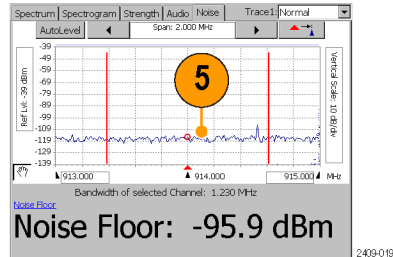 Spectrum Spectrogram Strength Audio Noise Trace1: Normal
AutoLevel Span: 2.000 MHz
-39
-49
-59
-69
-79
-89
-99
-109
-119
-129
-139
Ref Lvl: -39 dBm
Vertical Scale: 10 dB/div
5
913.000 914.000 915.000 MHz
Bandwidth of selected Channel: 1.230 MHz
Noise Floor
Noise Floor: -95.9 dBm
2409-019